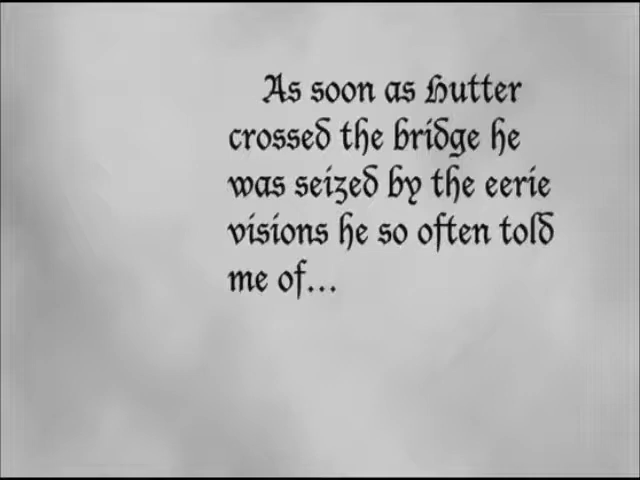 As soon as Hutter
crossed the bridge he
was seized by the eerie
visions he so often told
me of...